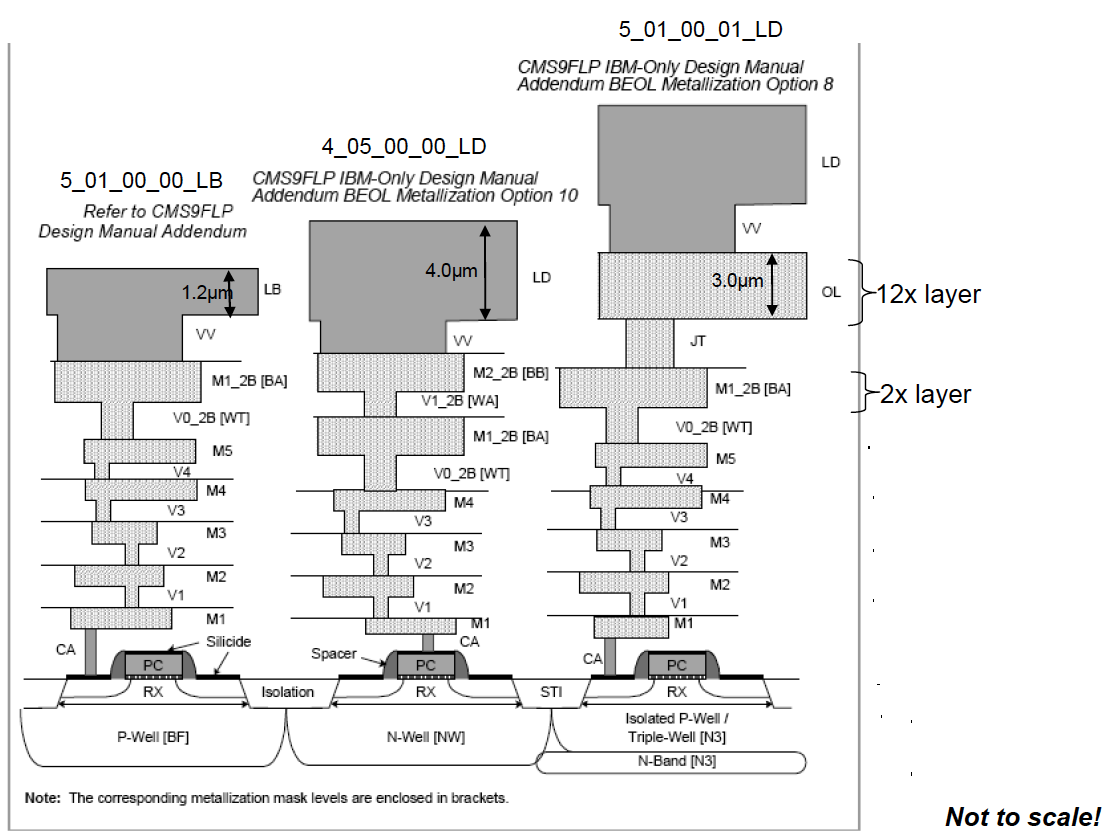 5_01_00_01_LD
CMS9FLP IBM-Only Design Manual
Addendum BEOL Metallization Option 8
4_05_00_00_LD
CMS9FLP IBM-Only Design Manual
Addendum BEOL Metallization Option 10
5_01_00_00_LB
Refer to CMS9FLP
Design Manual Addendum
1.2µm
LB
VV
M1_2B [BA]
V0_2B [WT]
M5
V4
M4
V3
M3
V2
M2
V1
M1
CA
Silicide
PC
RX
P-Well [BF]
4.0µm
LD
VV
M2_2B [BB]
V1_2B [WA]
M1_2B [BA]
V0_2B [WT]
M4
V3
M3
V2
M2
V1
M1
CA
Spacer
PC
Isolation
RX
N-Well [NW]
LD
VV
3.0µm
OL
12x layer
JT
M1_2B [BA]
2x layer
V0_2B [WT]
M5
V4
M4
V3
M3
V2
M2
V1
M1
CA
PC
STI
RX
Isolated P-Well /
Triple-Well [N3]
N-Band [N3]
Note: The corresponding metallization mask levels are enclosed in brackets.
Not to scale!